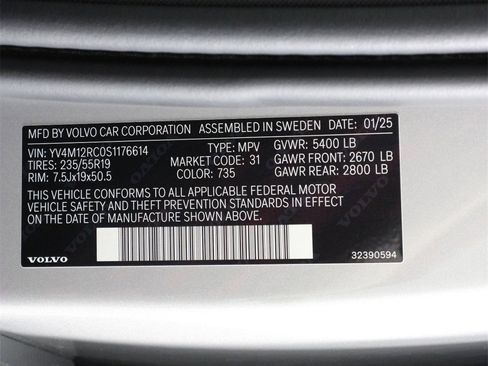 MFD BY VOLVO CAR CORPORATION ASSEMBLED IN SWEDEN DATE: 01/25
VIN: YV4M12RC0S1176614 TYPE: MPV GVWR: 5400 LB
TIRES: 235/55R19 MARKET CODE: 31 GAWR FRONT: 2670 LB
RIM: 7.5Jx19x50.5 COLOR: 735 GAWR REAR: 2800 LB
THIS VEHICLE CONFORMS TO ALL APPLICABLE FEDERAL MOTOR
VEHICLE SAFETY AND THEFT PREVENTION STANDARDS IN EFFECT
ON THE DATE OF MANUFACTURE SHOWN ABOVE.
VOLVO 32390594